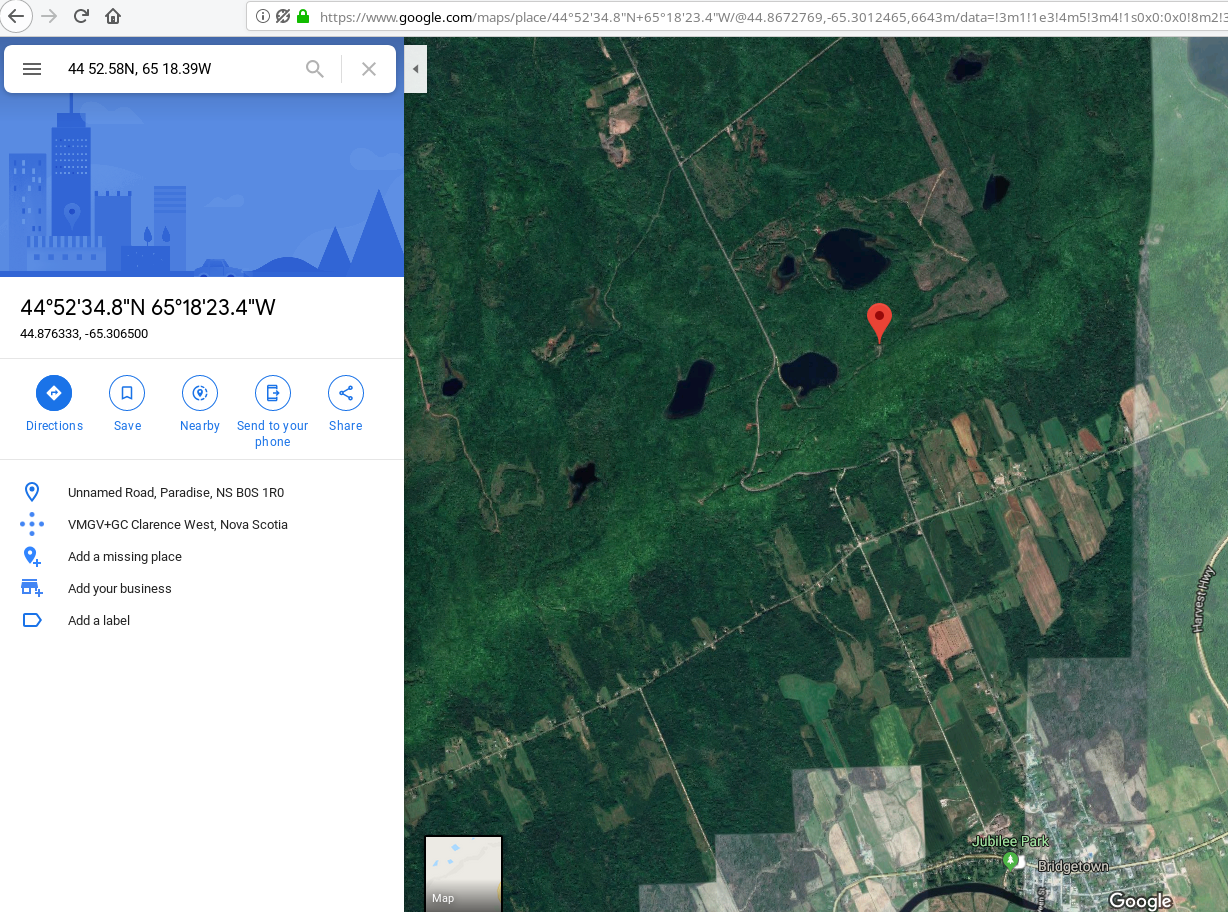 https://www.google.com/maps/place/44°52'34.8"N+65°18'23.4"W/@44.8672769,-65.3012465,6643m/data=!3m1!1e3!4m5!3m4!1s0x0:0x0!8m2!3
44 52.58N, 65 18.39W
44°52'34.8"N 65°18'23.4"W
44.876333, -65.306500
Directions
Save
Nearby
Send to your
phone
Share
Unnamed Road, Paradise, NS B0S 1R0
VMGV+GC Clarence West, Nova Scotia
Add a missing place
Add your business
Add a label
Harvest Hwy
Jubilee Park
Bridgetown
Map
Google